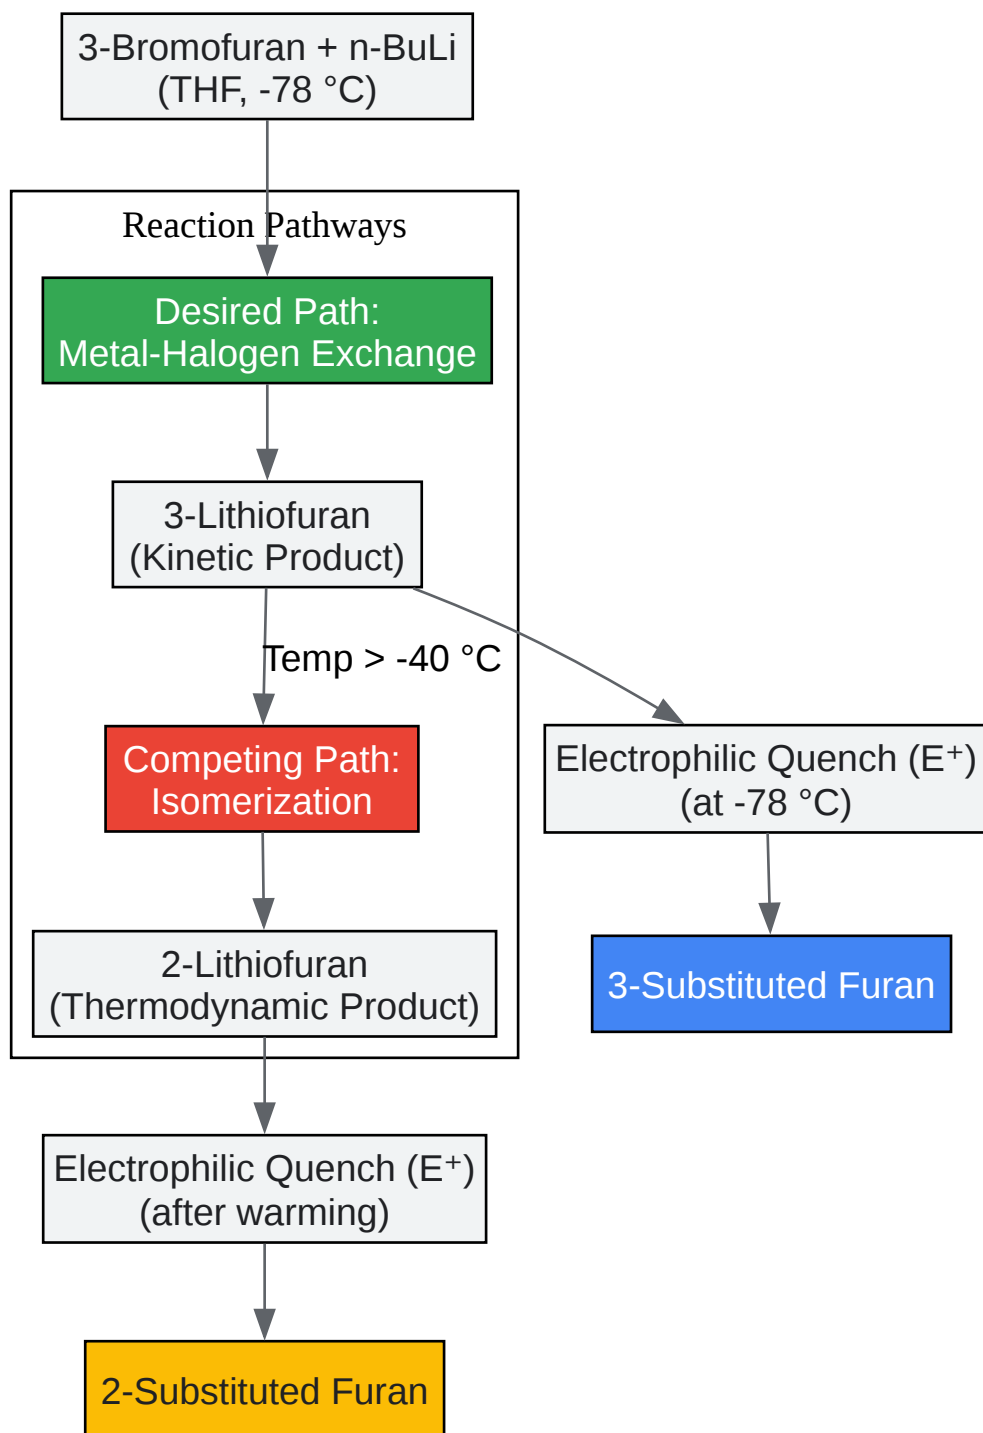 3-Bromofuran + n-BuLi
(THF, -78 °C)
Reaction Pathways
Desired Path:
Metal-Halogen Exchange
3-Lithiofuran
(Kinetic Product)
Temp > -40 °C
Competing Path:
Isomerization
Electrophilic Quench (E⁺)
(at -78 °C)
2-Lithiofuran
(Thermodynamic Product)
3-Substituted Furan
Electrophilic Quench (E⁺)
(after warming)
2-Substituted Furan